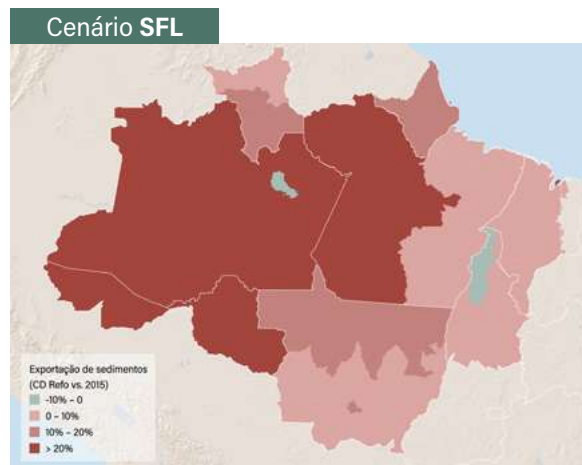 Cenário SFL
Exportação de sedimentos
(CD Refo vs. 2015)
-10% – 0
0 – 10%
10% – 20%
> 20%